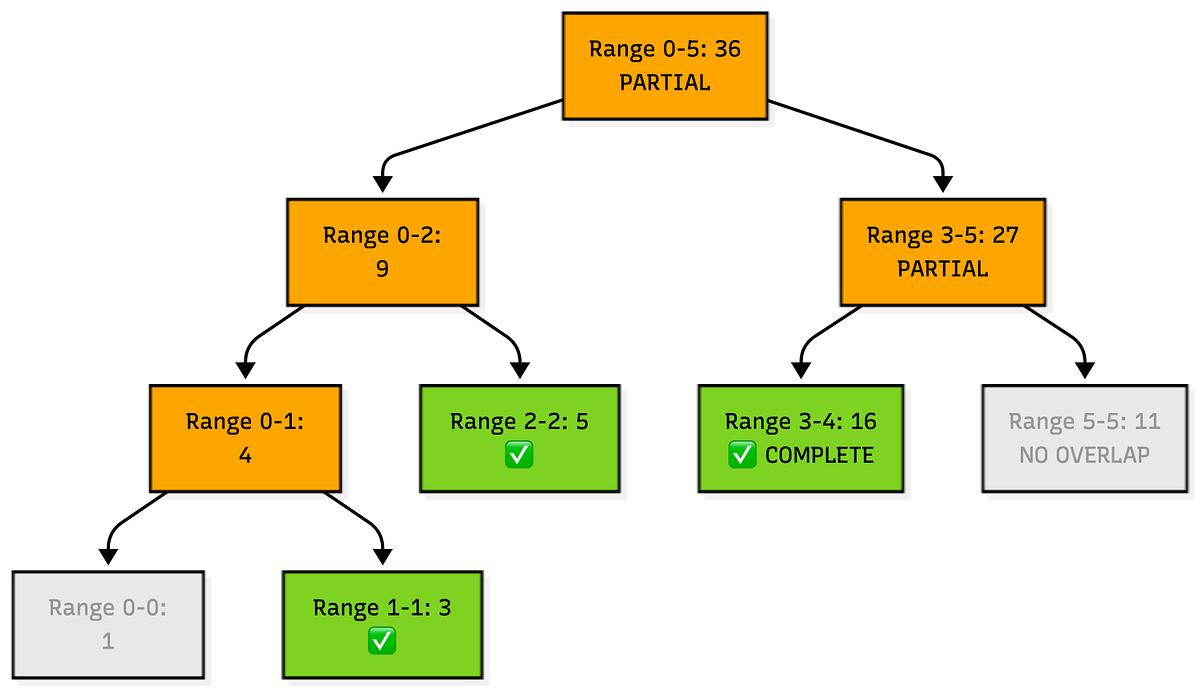 Range 0-5: 36
PARTIAL
Range 0-2:
9
Range 3-5: 27
PARTIAL
Range 0-1:
4
Range 2-2: 5
✅
Range 3-4: 16
✅ COMPLETE
Range 5-5: 11
NO OVERLAP
Range 0-0:
1
Range 1-1: 3
✅